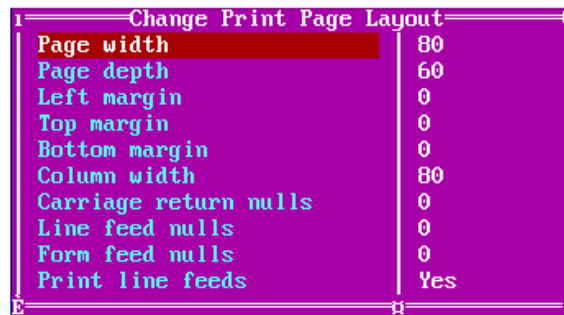 Change Print Page Layout
Page width 80
Page depth 60
Left margin 0
Top margin 0
Bottom margin 0
Column width 80
Carriage return nulls 0
Line feed nulls 0
Form feed nulls 0
Print line feeds Yes